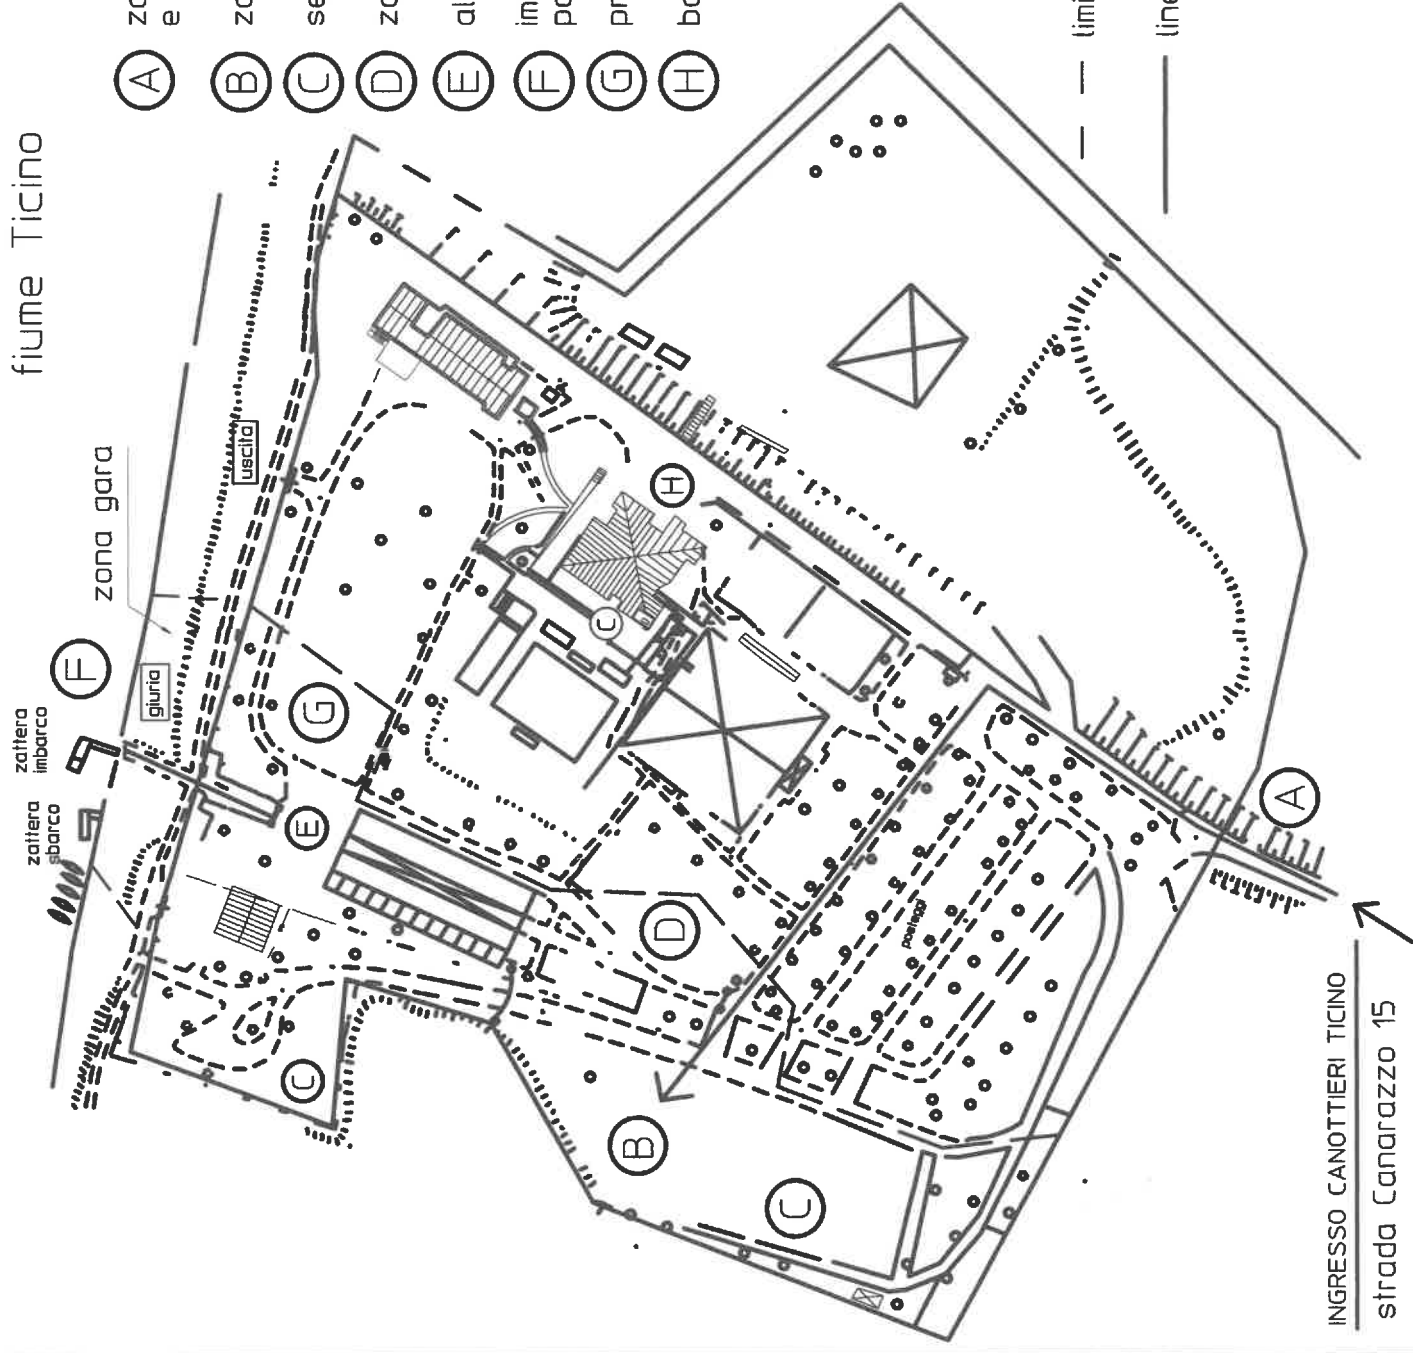 fiume Ticino
A
B
C
D
E
F
G
H
e
zona gara
F
zattera
imbarco
zattera
sbarco
giuria
uscita
G
E
H
C
D
C
B
C
A
posteggi
INGRESSO CANOTTIERI TICINO
strada Canarazzo 15